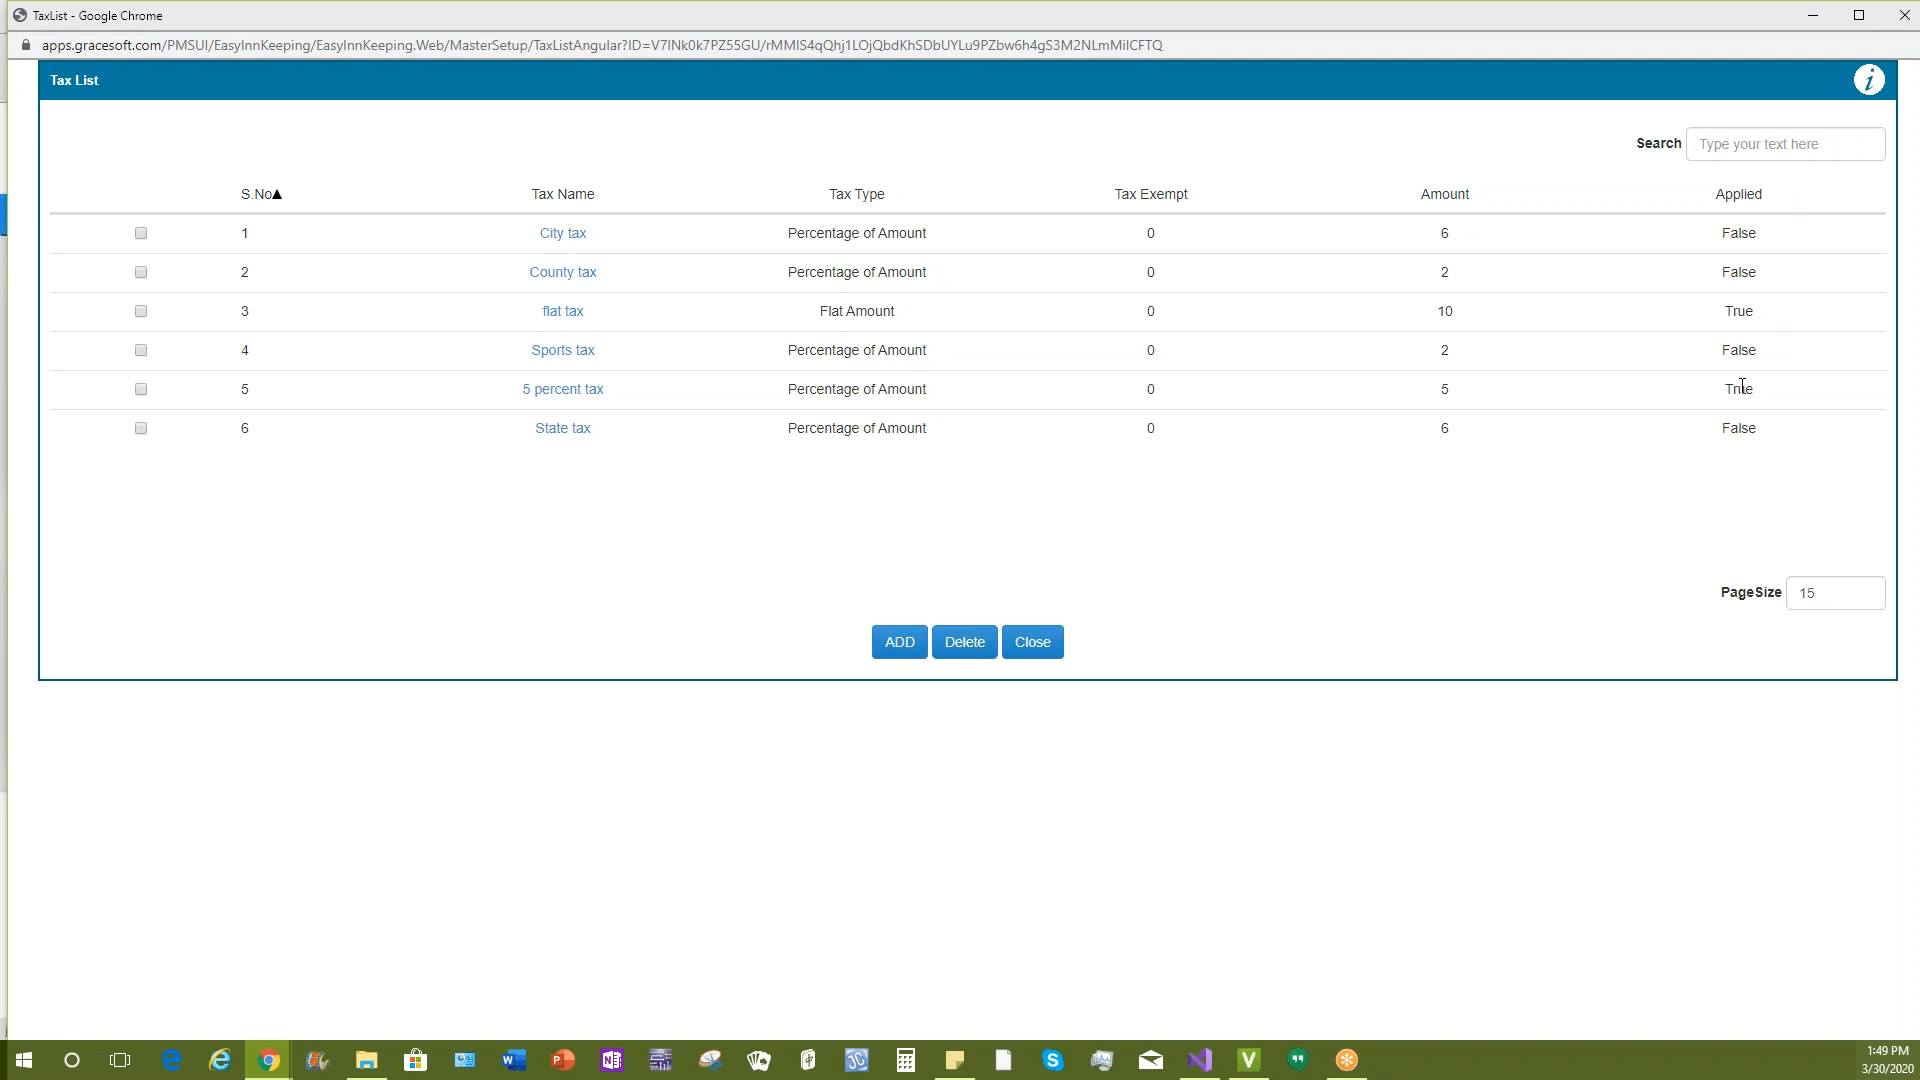 TaxList - Google Chrome
apps.gracesoft.com/PMSUI/EasyInnKeeping/EasyInnKeeping.Web/MasterSetup/TaxListAngular?ID=V7INk0k7PZ55GU/rMMIS4qQhj1LOjQbdKhSDbUYLu9PZbw6h4gS3M2NLmMilCFTQ
Tax List
Search Type your text here
S.No▲ Tax Name Tax Type Tax Exempt Amount Applied
1 City tax Percentage of Amount 0 6 False
2 County tax Percentage of Amount 0 2 False
3 flat tax Flat Amount 0 10 True
4 Sports tax Percentage of Amount 0 2 False
5 5 percent tax Percentage of Amount 0 5 True
6 State tax Percentage of Amount 0 6 False
PageSize 15
ADD Delete Close
1:49 PM
3/30/2020